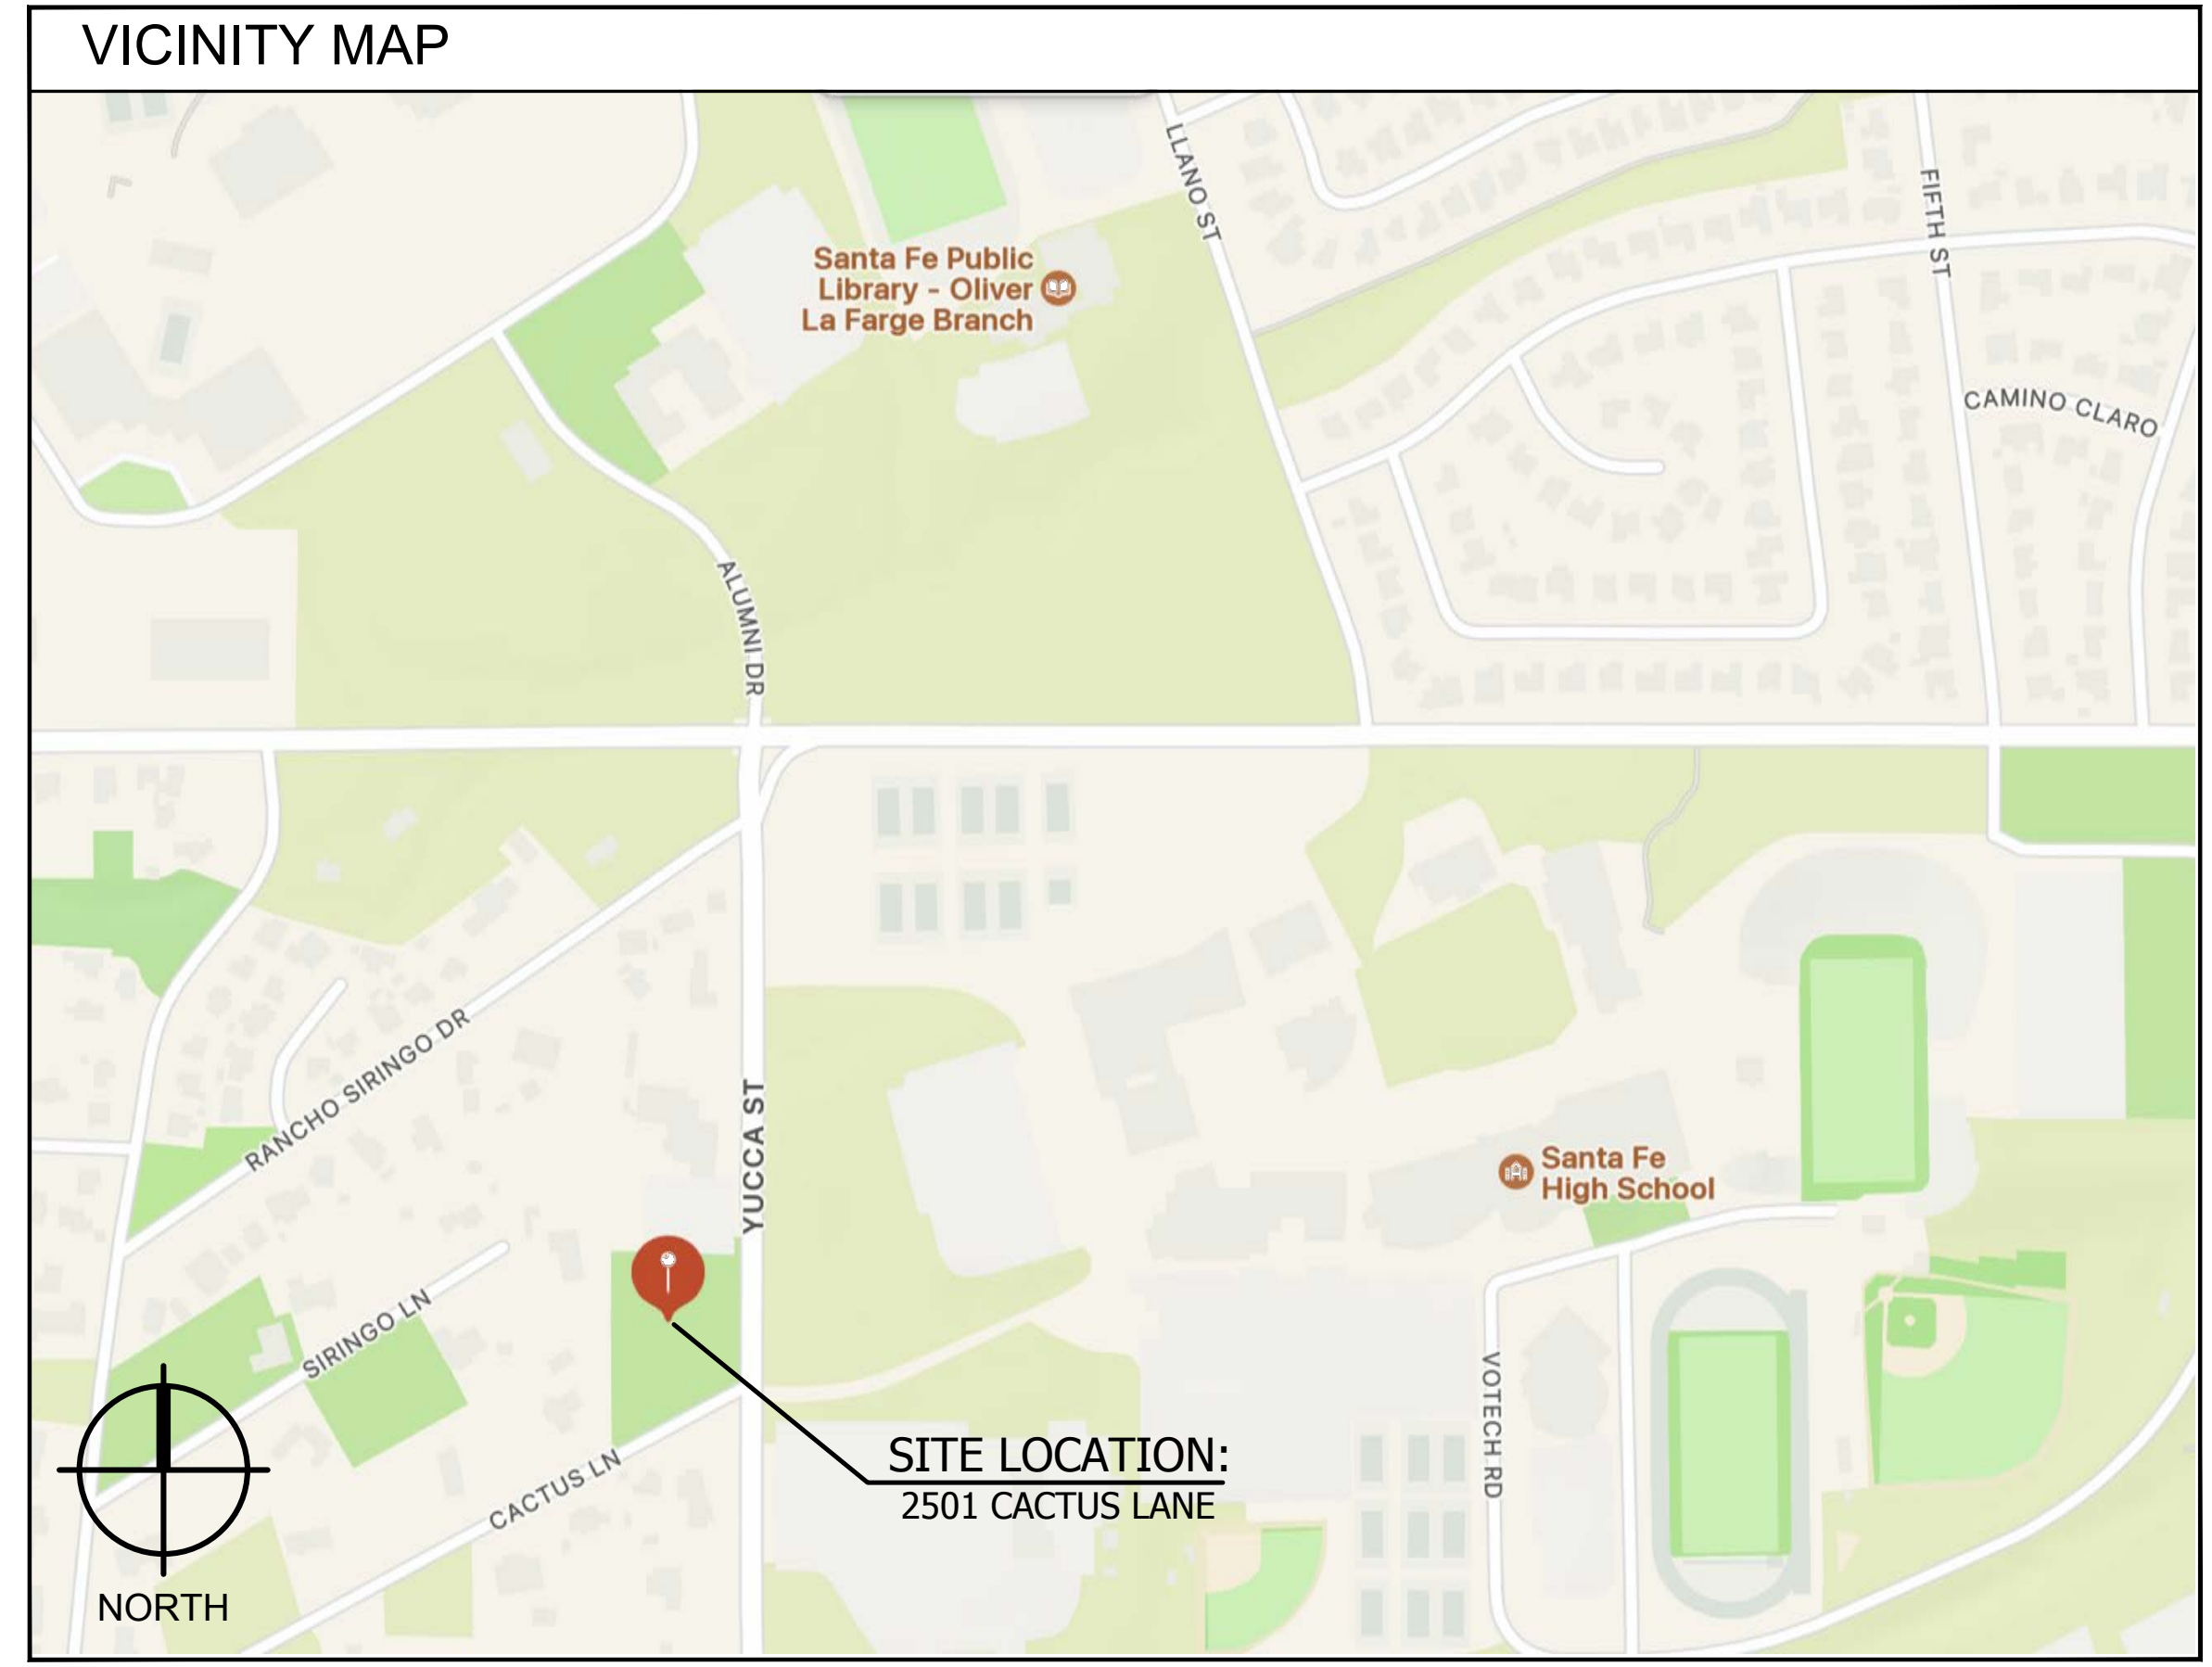 VICINITY MAP
LLANO ST
FIFTH ST
Santa Fe Public
Library - Oliver
La Farge Branch
CAMINO CLARO
ALUMNI DR
RANCHO SIRINGO DR
YUCCA ST
Santa Fe
High School
SIRINGO LN
VOTECH RD
CACTUS LN
SITE LOCATION:
2501 CACTUS LANE
NORTH